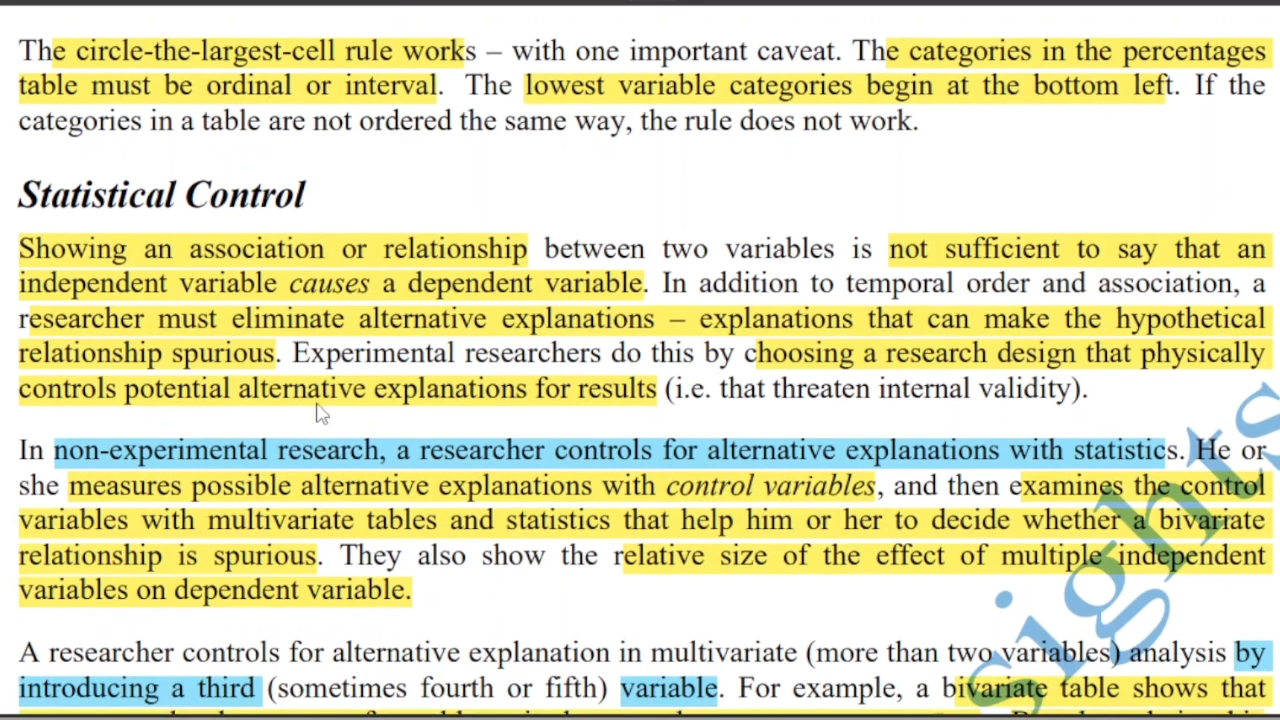 The circle-the-largest-cell rule works – with one important caveat. The categories in the percentages
table must be ordinal or interval. The lowest variable categories begin at the bottom left. If the
categories in a table are not ordered the same way, the rule does not work.
Statistical Control
Showing an association or relationship between two variables is not sufficient to say that an
independent variable causes a dependent variable. In addition to temporal order and association, a
researcher must eliminate alternative explanations – explanations that can make the hypothetical
relationship spurious. Experimental researchers do this by choosing a research design that physically
controls potential alternative explanations for results (i.e. that threaten internal validity).
In non-experimental research, a researcher controls for alternative explanations with statistics. He or
she measures possible alternative explanations with control variables, and then examines the control
variables with multivariate tables and statistics that help him or her to decide whether a bivariate
relationship is spurious. They also show the relative size of the effect of multiple independent
variables on dependent variable.
A researcher controls for alternative explanation in multivariate (more than two variables) analysis by
introducing a third (sometimes fourth or fifth) variable. For example, a bivariate table shows that
sights